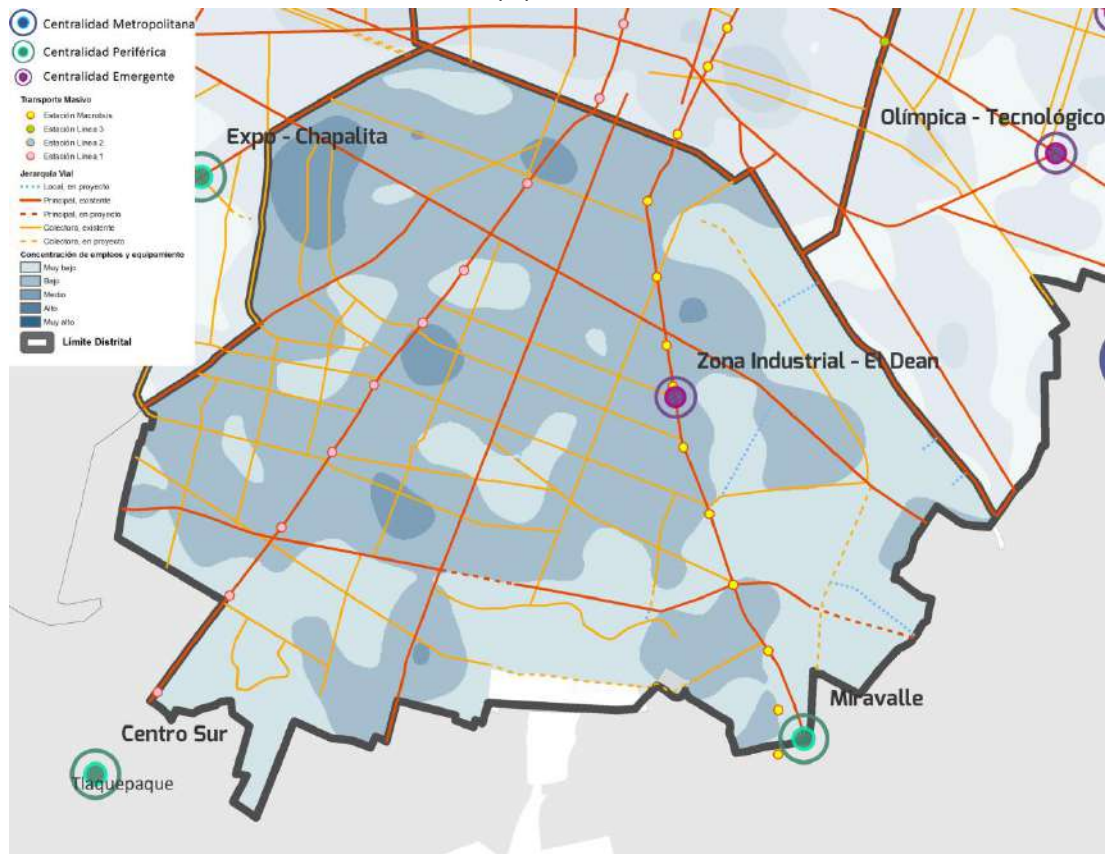 Centralidad Metropolitana
Centralidad Periférica
Centralidad Emergente
Transporte Masivo
Estación Macrobús
Estación Línea 3
Estación Línea 2
Estación Línea 1
Jerarquía Vial
Local, en proyecto
Principal, existente
Principal, en proyecto
Colectora, existente
Colectora, en proyecto
Concentración de empleos y equipamiento
Muy bajo
Bajo
Medio
Alto
Muy alto
Límite Distrital
Expo - Chapalita
Olímpica - Tecnológico
Zona Industrial - El Dean
Miravalle
Centro Sur
Tlaquepaque